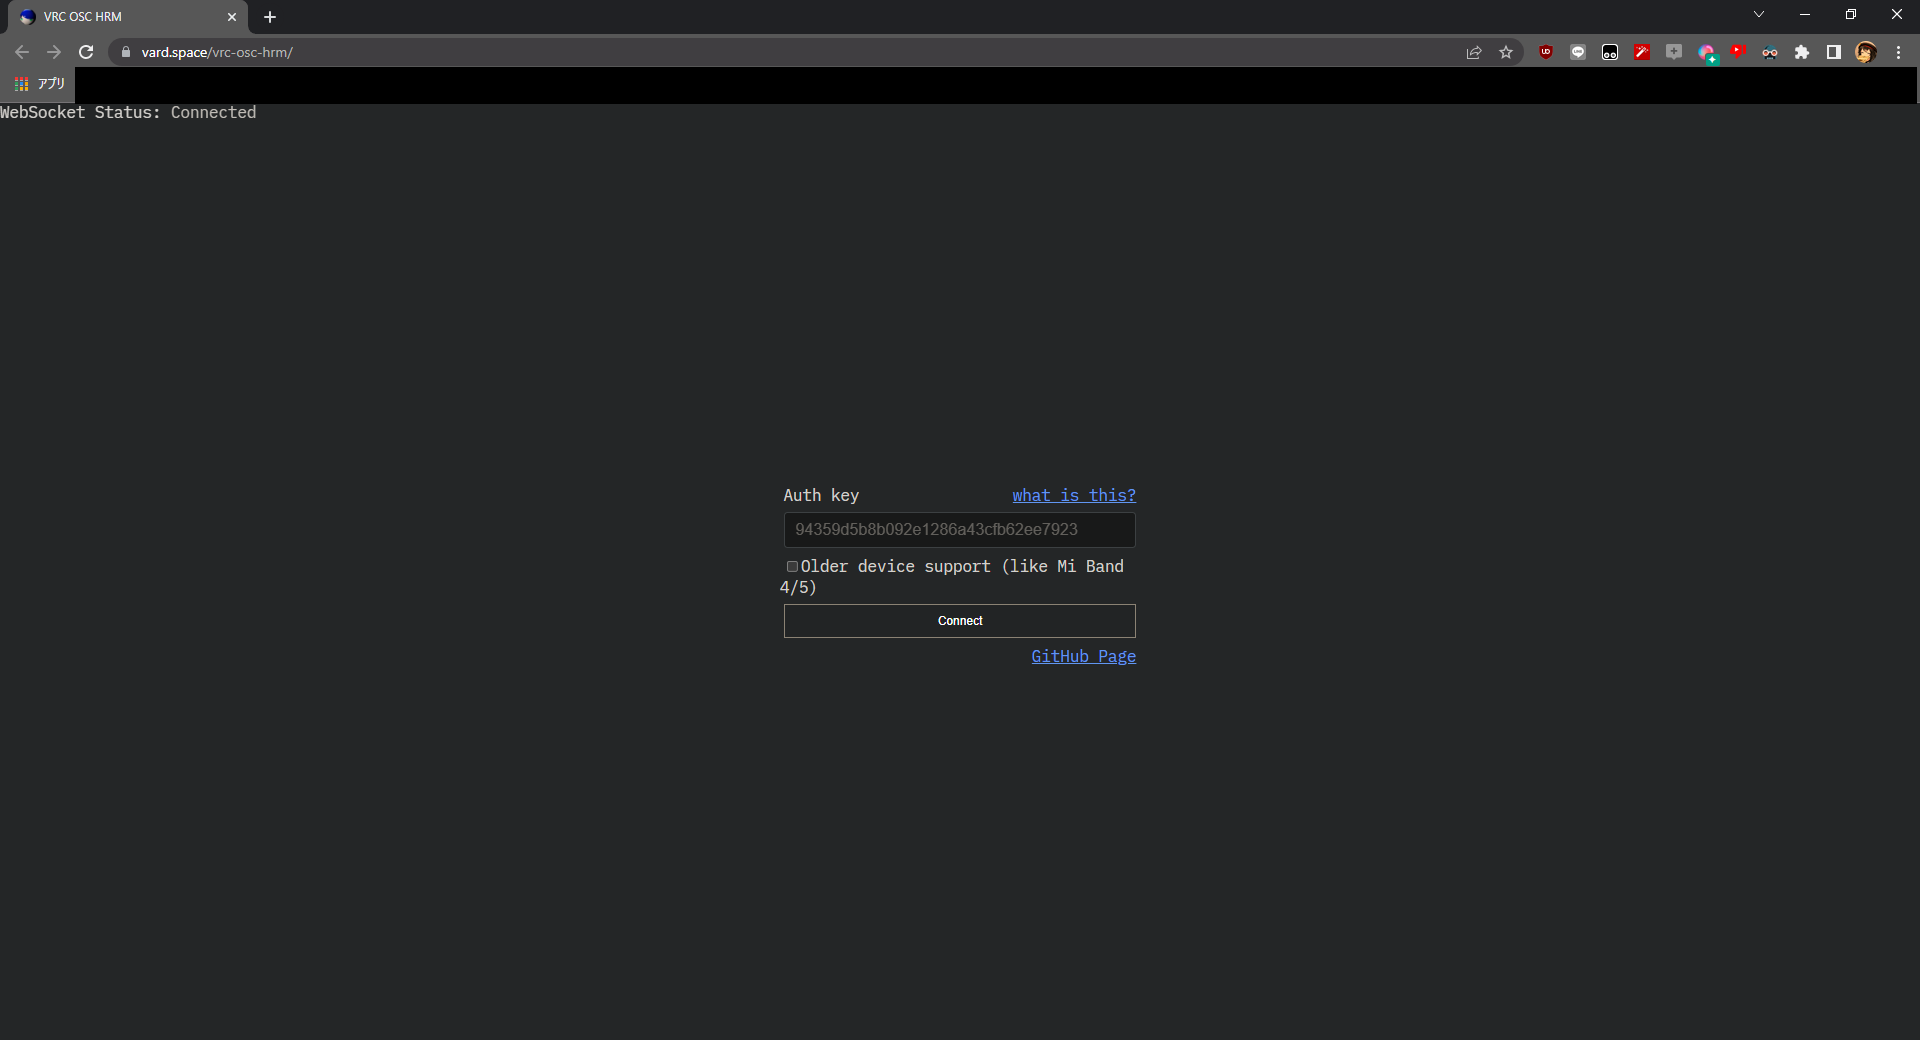 VRC OSC HRM
vard.space/vrc-osc-hrm/
アプリ
WebSocket Status: Connected
Auth key what is this?
94359d5b8b092e1286a43cfb62ee7923
Older device support (like Mi Band
4/5)
Connect
GitHub Page